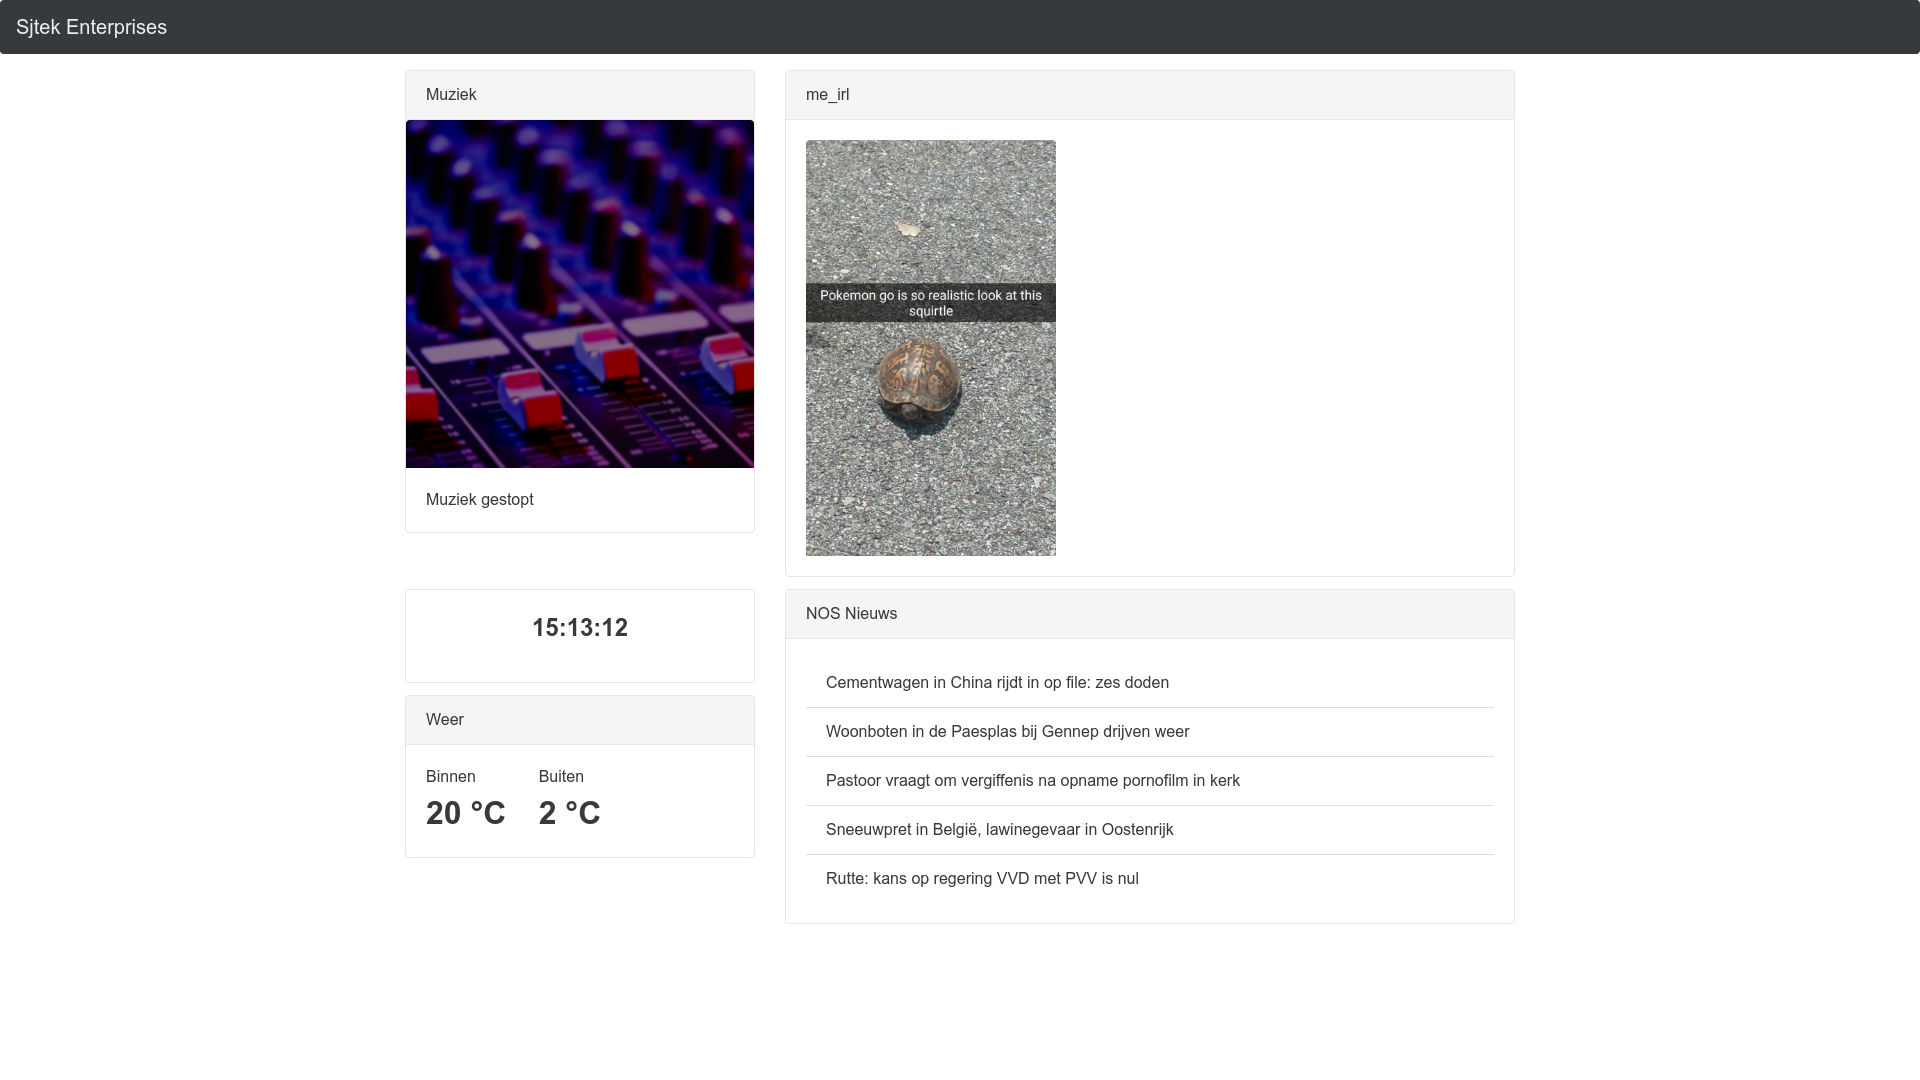 Sjtek Enterprises
Muziek
Muziek gestopt
me_irl
Pokemon go is so realistic look at this
squirtle
15:13:12
Weer
Binnen
Buiten
20 °C
2 °C
NOS Nieuws
Cementwagen in China rijdt in op file: zes doden
Woonboten in de Paesplas bij Gennep drijven weer
Pastoor vraagt om vergiffenis na opname pornofilm in kerk
Sneeuwpret in België, lawinegevaar in Oostenrijk
Rutte: kans op regering VVD met PVV is nul